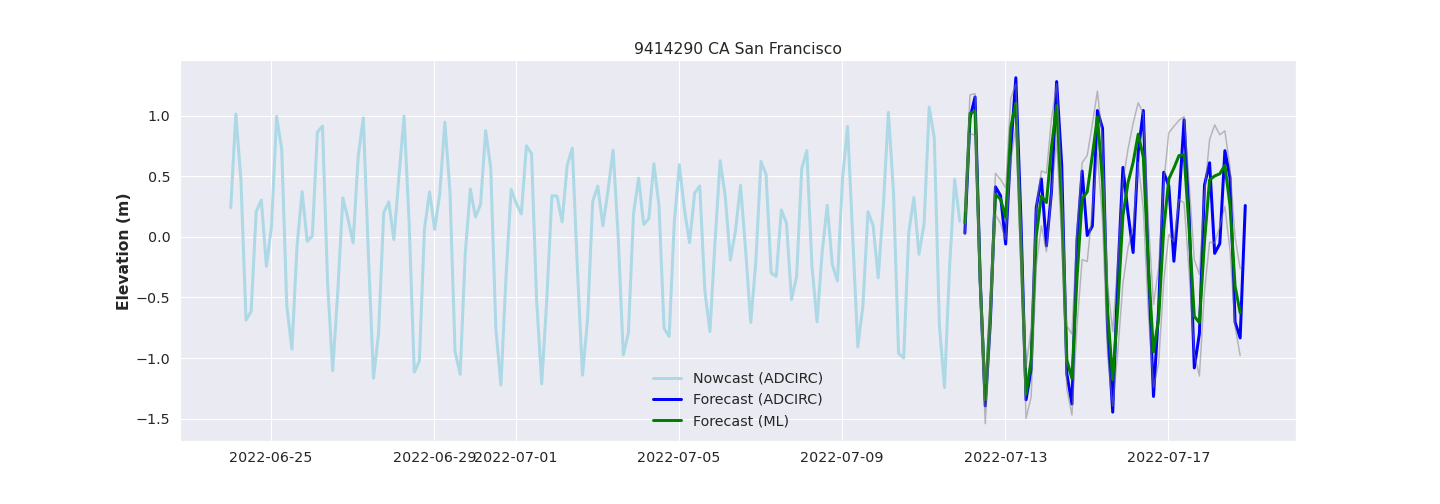 9414290 CA San Francisco
Elevation (m)
1.0
0.5
0.0
−0.5
−1.0
−1.5
Nowcast (ADCIRC)
Forecast (ADCIRC)
Forecast (ML)
2022-06-25 2022-06-29 2022-07-01 2022-07-05 2022-07-09 2022-07-13 2022-07-17